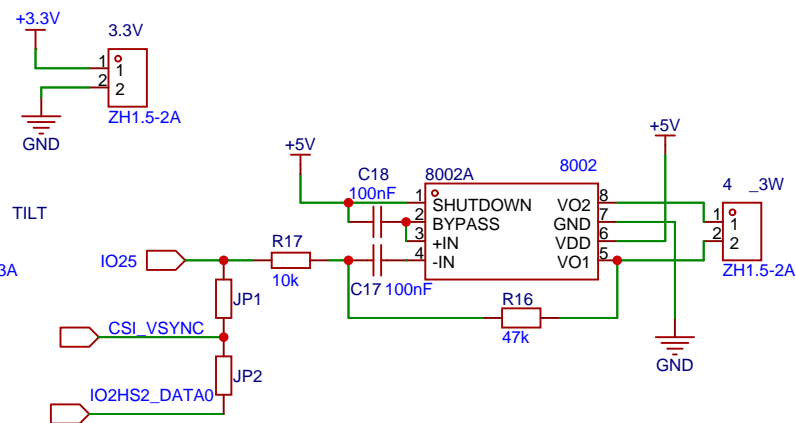 +3.3V
3.3V
1
1
2
2
ZH1.5-2A
GND
TILT
3A
+5V
+5V
C18
100nF
8002A
8002
1
SHUTDOWN
VO2
8
2
BYPASS
GND
7
3
+IN
VDD
6
4
-IN
VO1
5
4 _3W
1
1
2
2
ZH1.5-2A
IO25
R17
10k
C17
100nF
R16
47k
JP1
CSI_VSYNC
GND
JP2
IO2HS2_DATA0